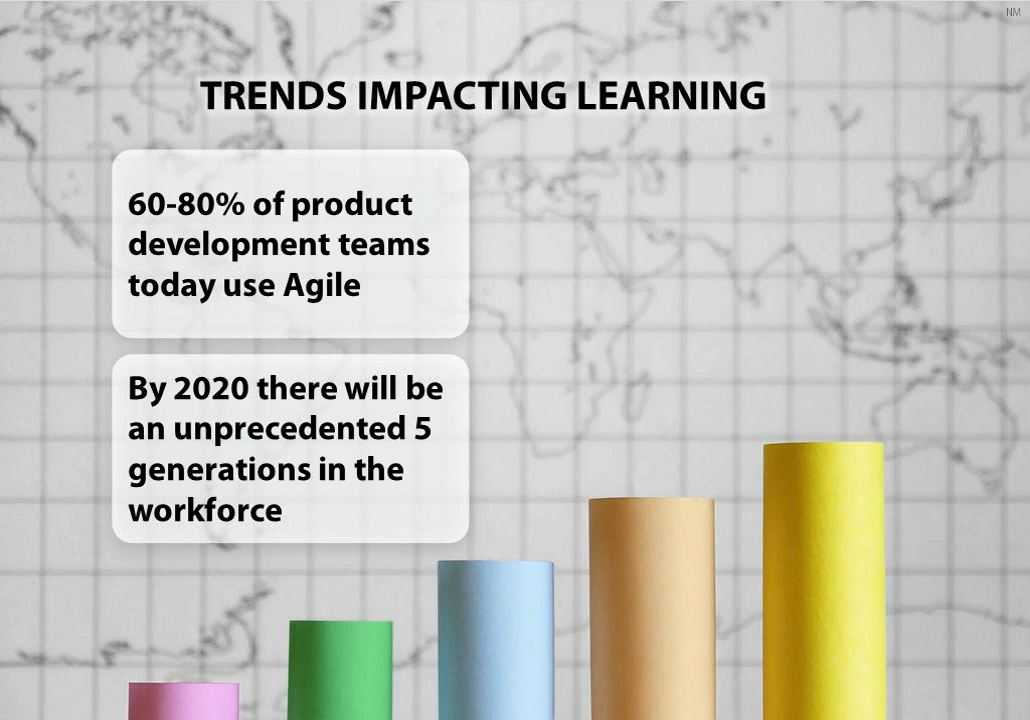 NM
TRENDS IMPACTING LEARNING
60-80% of product
development teams
today use Agile
By 2020 there will be
an unprecedented 5
generations in the
workforce